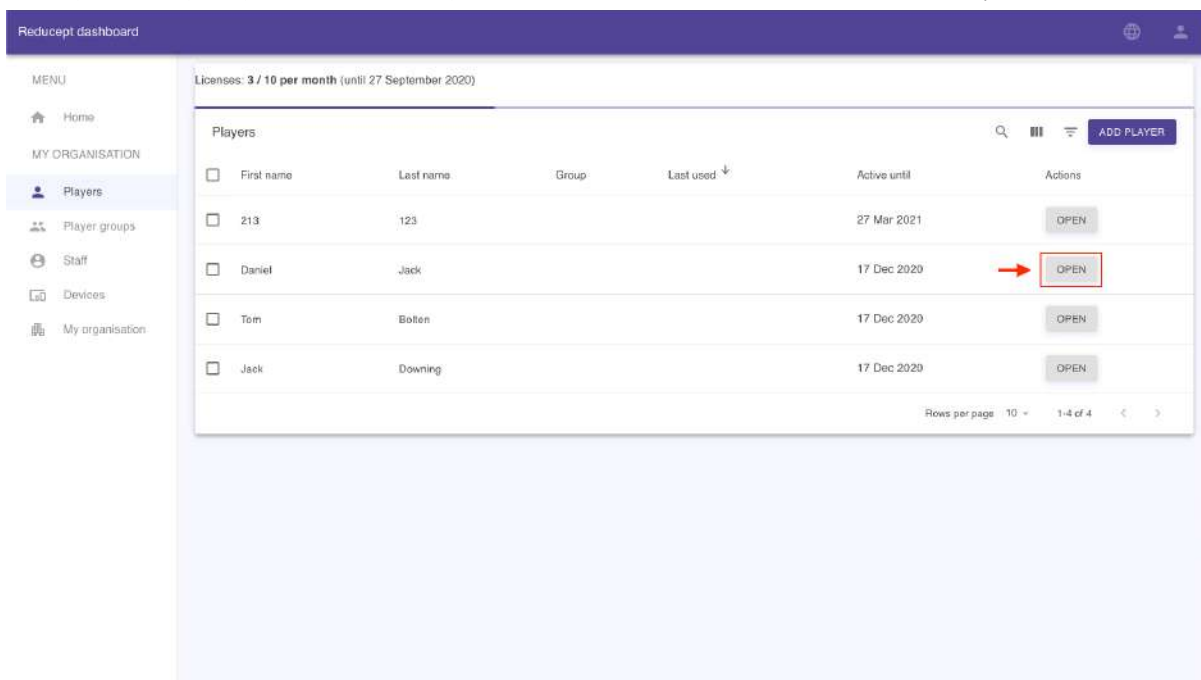 Reducept dashboard
MENU
Home
MY ORGANISATION
Players
Player groups
Staff
Devices
My organisation
Licenses: 3 / 10 per month (until 27 September 2020)
Players
ADD PLAYER
First name Last name Group Last used Active until Actions
213 123 27 Mar 2021 OPEN
Daniel Jack 17 Dec 2020 OPEN
Tom Bolten 17 Dec 2020 OPEN
Jack Downing 17 Dec 2020 OPEN
Rows per page 10 1-4 of 4